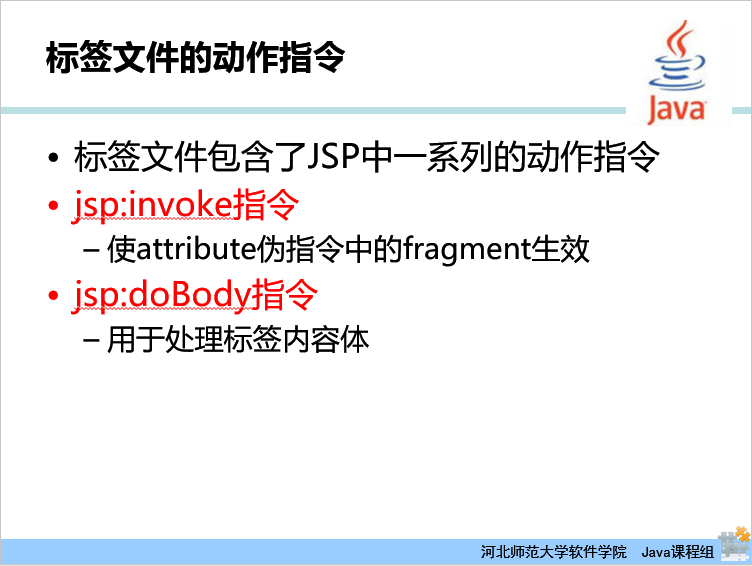 标签文件的动作指令
Java
• 标签文件包含了JSP中一系列的动作指令
• jsp:invoke指令
– 使attribute伪指令中的fragment生效
• jsp:doBody指令
– 用于处理标签内容体
河北师范大学软件学院 Java课程组